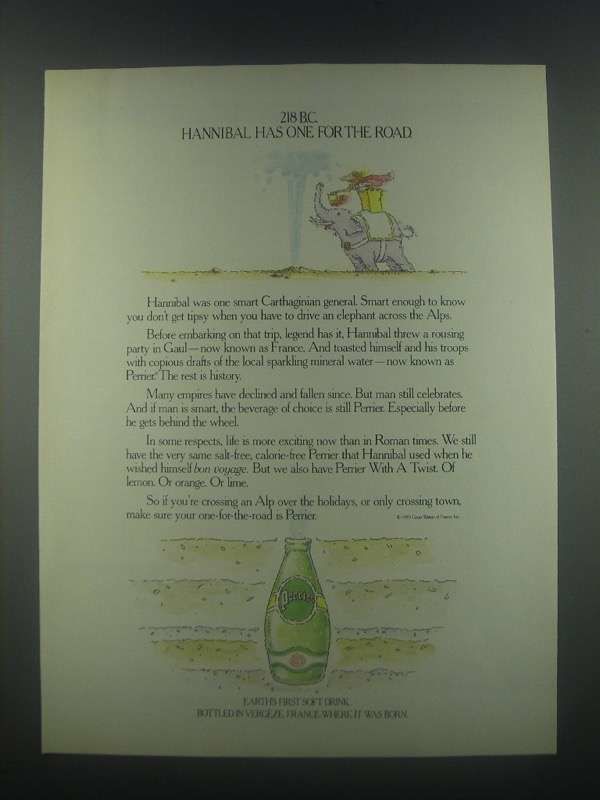 218 B.C.
HANNIBAL HAS ONE FOR THE ROAD.
Hannibal was one smart Carthaginian general. Smart enough to know
you don't get tipsy when you have to drive an elephant across the Alps.
Before embarking on that trip, legend has it, Hannibal threw a rousing
party in Gaul—now known as France. And toasted himself and his troops
with copious drafts of the local sparkling mineral water—now known as
Perrier.® The rest is history.
Many empires have declined and fallen since. But man still celebrates.
And if man is smart, the beverage of choice is still Perrier. Especially before
he gets behind the wheel.
In some respects, life is more exciting now than in Roman times. We still
have the very same salt-free, calorie-free Perrier that Hannibal used when he
wished himself bon voyage. But we also have Perrier With A Twist. Of
lemon. Or orange. Or lime.
So if you're crossing an Alp over the holidays, or only crossing town,
make sure your one-for-the-road is Perrier.
Great Waters of France, Inc.
Perrier
EARTH'S FIRST SOFT DRINK.
BOTTLED IN VERGEZE, FRANCE, WHERE IT WAS BORN.